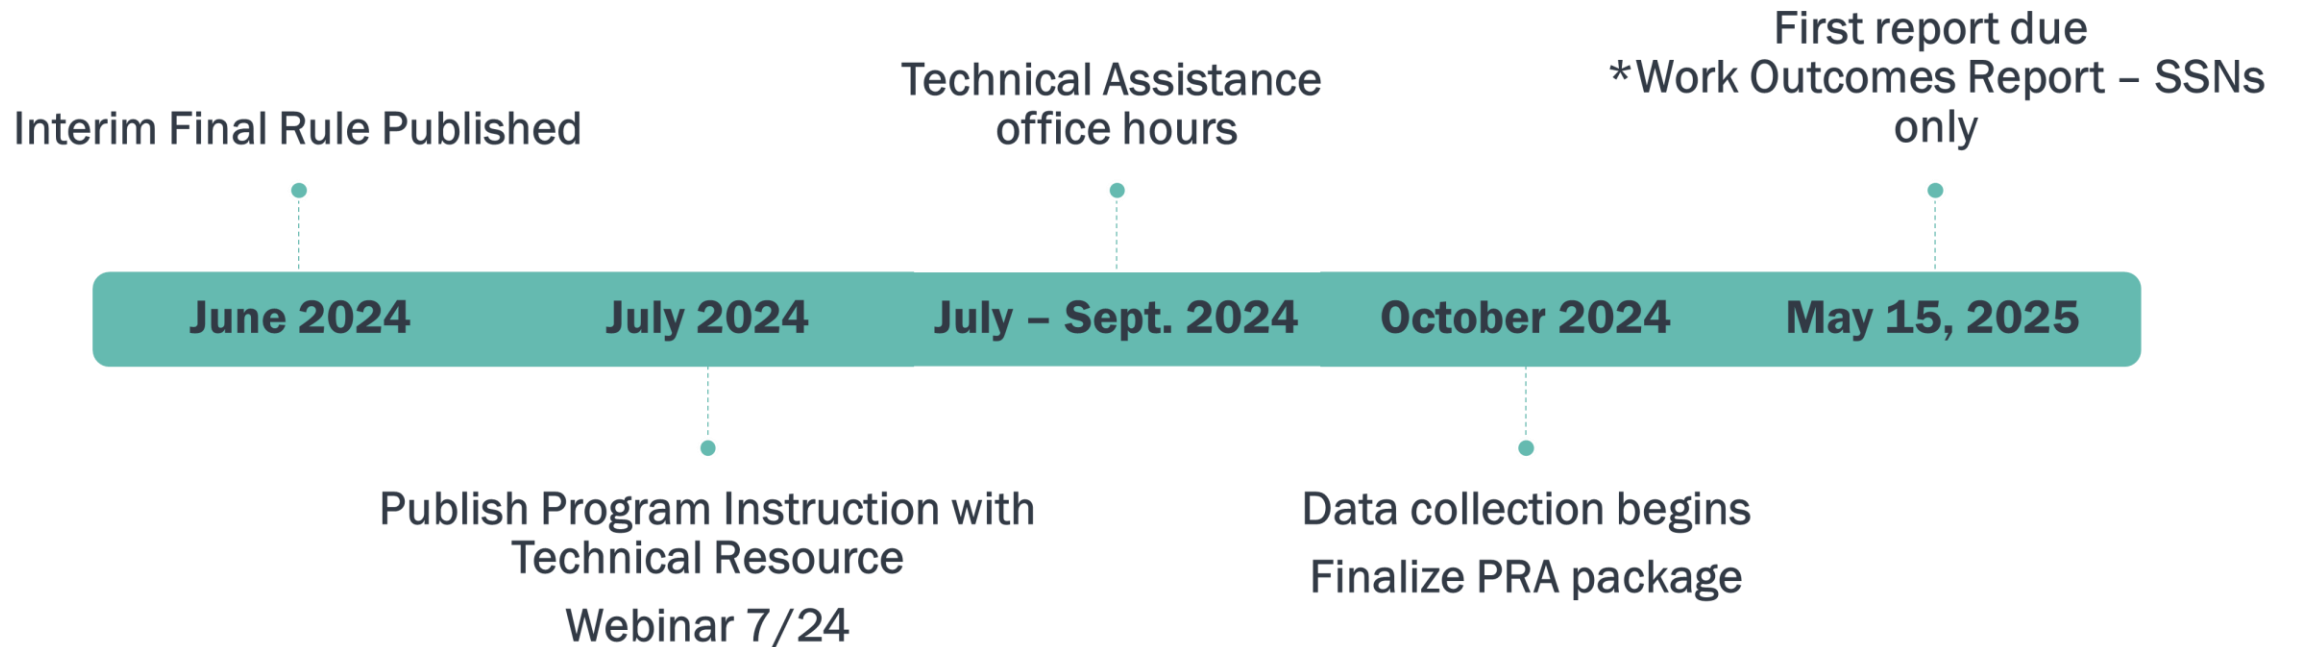 First report due
*Work Outcomes Report – SSNs
only
Technical Assistance
office hours
Interim Final Rule Published
June 2024
July 2024
July – Sept. 2024
October 2024
May 15, 2025
Publish Program Instruction with
Technical Resource
Webinar 7/24
Data collection begins
Finalize PRA package